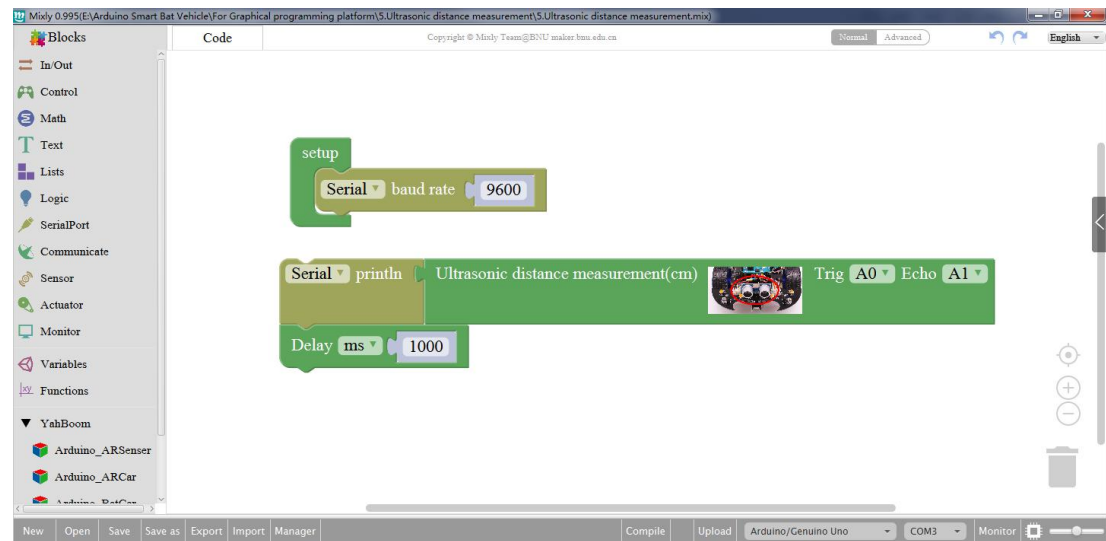 Mixly 0.995(E:\Arduino Smart Bat Vehicle\For Graphical programming platform\5.Ultrasonic distance measurement\5.Ultrasonic distance measurement.mix)
Blocks
Code
Copyright © Mixly Team@BNU maker.bnu.edu.cn
Normal Advanced
English
In/Out
Control
Math
Text
Lists
Logic
SerialPort
Communicate
Sensor
Actuator
Monitor
Variables
Functions
YahBoom
Arduino_ARSenser
Arduino_ARCar
Arduino_BatCar
setup
Serial baud rate 9600
Serial println Ultrasonic distance measurement(cm) Trig A0 Echo A1
Delay ms 1000
New Open Save Save as Export Import Manager Compile Upload Arduino/Genuino Uno COM3 Monitor